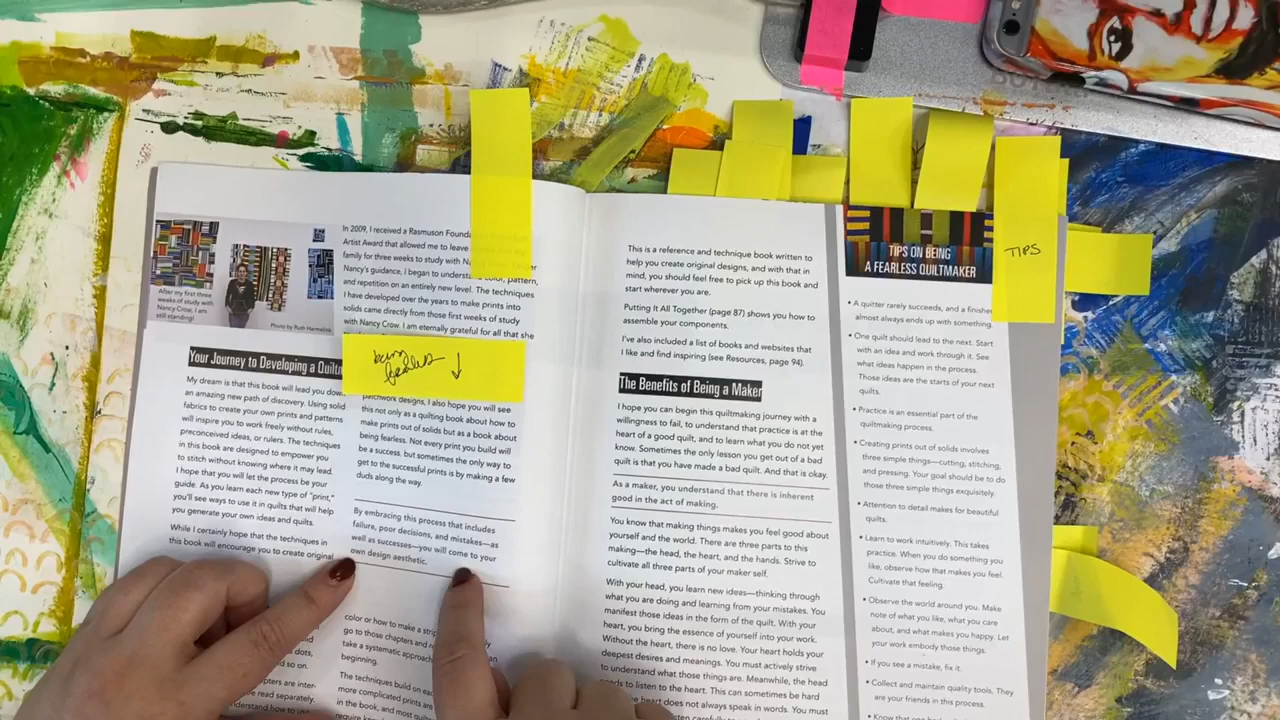 In 2009, I received a Rasmuson
Artist Award that allowed me to leave
family for three weeks to study with
Nancy's guidance, I began to color, pattern,
and repetition on an entirely new level. The techniques
I have developed over the years to make prints into
solids came directly from those first weeks of study
with Nancy Crow. I am eternally grateful for all that she
After my first three
weeks of study with
Nancy Crow, I am
still standing!
Photo by Ruth Harmelink
Your Journey to Developing a
My dream is that this book will lead you down
an amazing new path of discovery. Using solid
fabrics to create your own prints and patterns
will inspire you to work freely without rules,
preconceived ideas, or rulers. The techniques
in this book are designed to empower you
to stitch without knowing where it may lead.
I hope that you will let the process be your
guide. As you learn each new type of "print,"
you'll see ways to use it in quilts that will help
you generate your own ideas and quilts.
While I certainly hope that the techniques in
this book will encourage you to create original
dots,
so on.
are inter-
read separately.
being
fearless ↓
patchwork designs, I also hope you will see
this not only as a quilting book about how to
make prints out of solids but as a book about
being fearless. Not every print you build will
be a success, but sometimes the only way to
get to the successful prints is by making a few
duds along the way.
By embracing this process that includes
failure, poor decisions, and mistakes—as
well as successes—you will come to your
own design aesthetic.
color or how to make a
go to those chapters
take a systematic
beginning.
The techniques build on
more complicated prints are
in the book, and most
This is a reference and technique book written to
help you create original designs, and with that in
mind, you should feel free to pick up this book and
start wherever you are.
Putting It All Together (page 87) shows you how to
assemble your components.
I've also included a list of books and websites that
I like and find inspiring (see Resources, page 94).
The Benefits of Being a Maker
I hope you can begin this quiltmaking journey with a
willingness to fail, to understand that practice is at the
heart of a good quilt, and to learn what you do not yet
know. Sometimes the only lesson you get out of a bad
quilt is that you have made a bad quilt. And that is okay.
As a maker, you understand that there is inherent
good in the act of making.
You know that making things makes you feel good about
yourself and the world. There are three parts to this
making—the head, the heart, and the hands. Strive to
cultivate all three parts of your maker self.
With your head, you learn new ideas—thinking through
what you are doing and learning from your mistakes. You
manifest those ideas in the form of the quilt. With your
heart, you bring the essence of yourself into your work.
Without the heart, there is no love. Your heart holds your
deepest desires and meanings. You must actively strive
to understand what those things are. Meanwhile, the head
needs to listen to the heart. This can sometimes be hard
heart does not always speak in words. You must
TIPS ON BEING
A FEARLESS QUILTMAKER
TIPS
• A quitter rarely succeeds, and a finisher
almost always ends up with something.
• One quilt should lead to the next. Start
with an idea and work through it. See
what ideas happen in the process.
Those ideas are the starts of your next
quilts.
• Practice is an essential part of the
quiltmaking process.
• Creating prints out of solids involves
three simple things—cutting, stitching,
and pressing. Your goal should be to do
those three simple things exquisitely.
• Attention to detail makes for beautiful
quilts.
• Learn to work intuitively. This takes
practice. When you do something you
like, observe how that makes you feel.
Cultivate that feeling.
• Observe the world around you. Make
note of what you like, what you care
about, and what makes you happy. Let
your work embody those things.
• If you see a mistake, fix it.
• Collect and maintain quality tools. They
are your friends in this process.